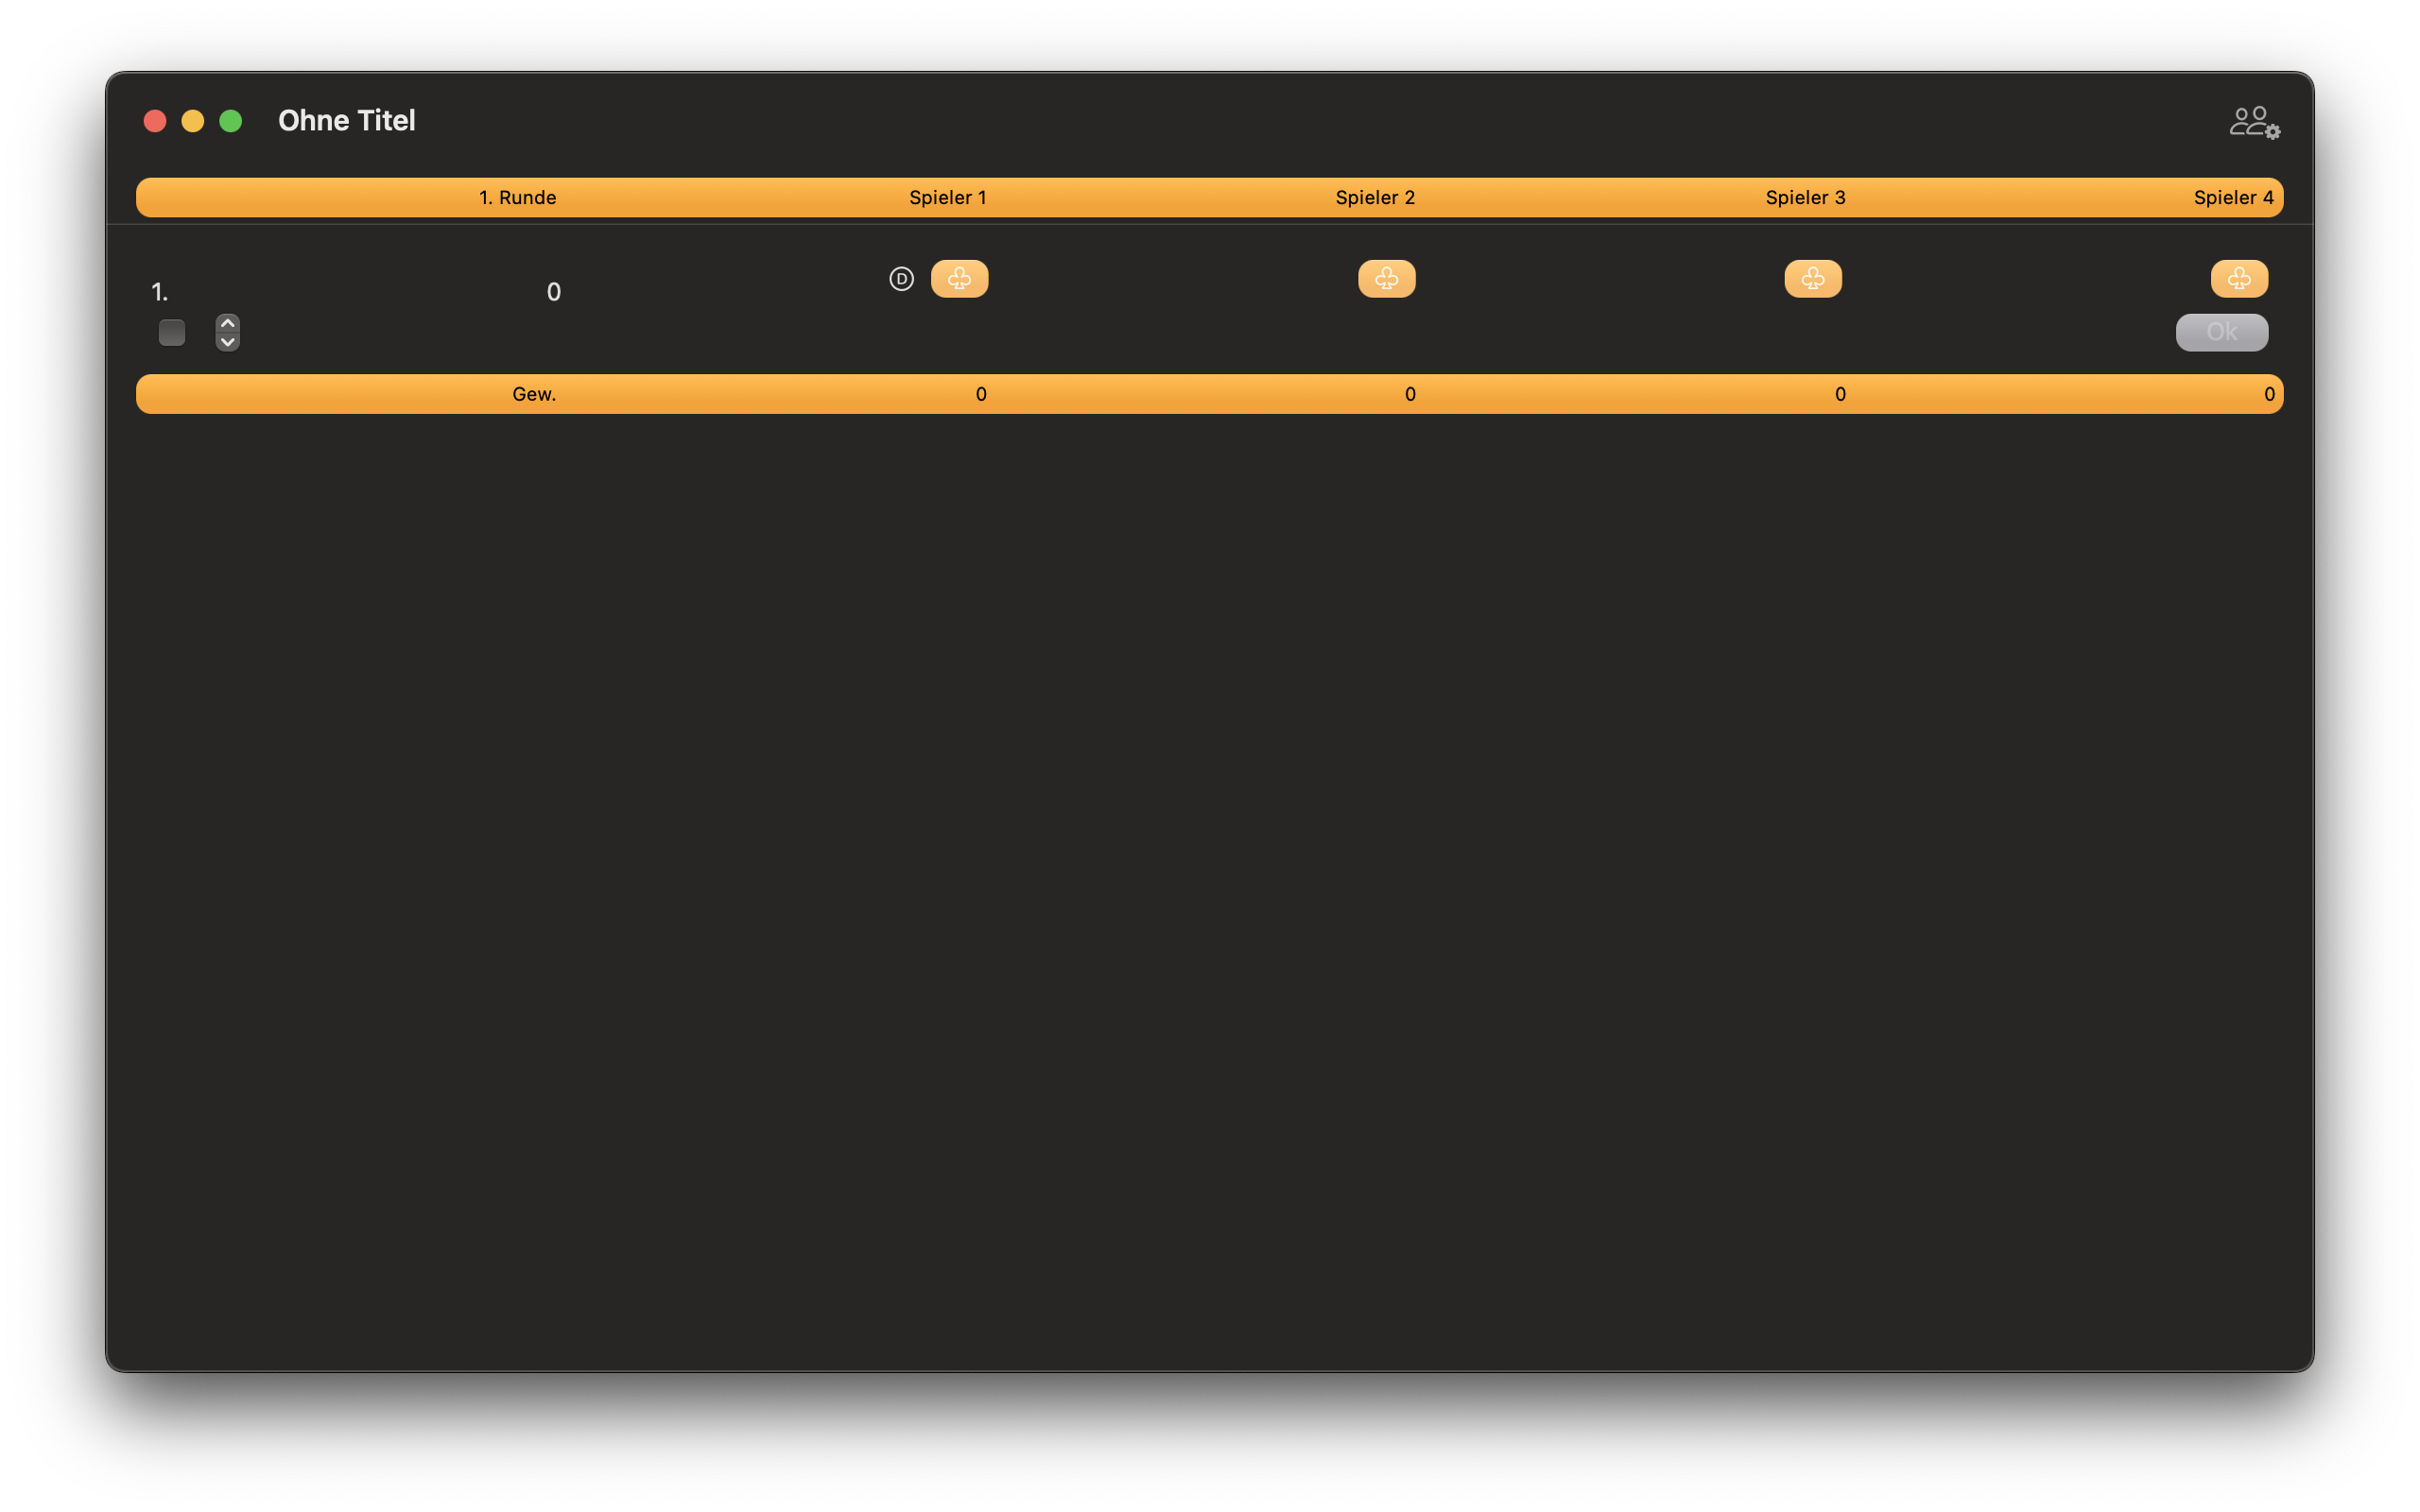 Ohne Titel
1. Runde Spieler 1 Spieler 2 Spieler 3 Spieler 4
1. 0 D
Ok
Gew. 0 0 0 0